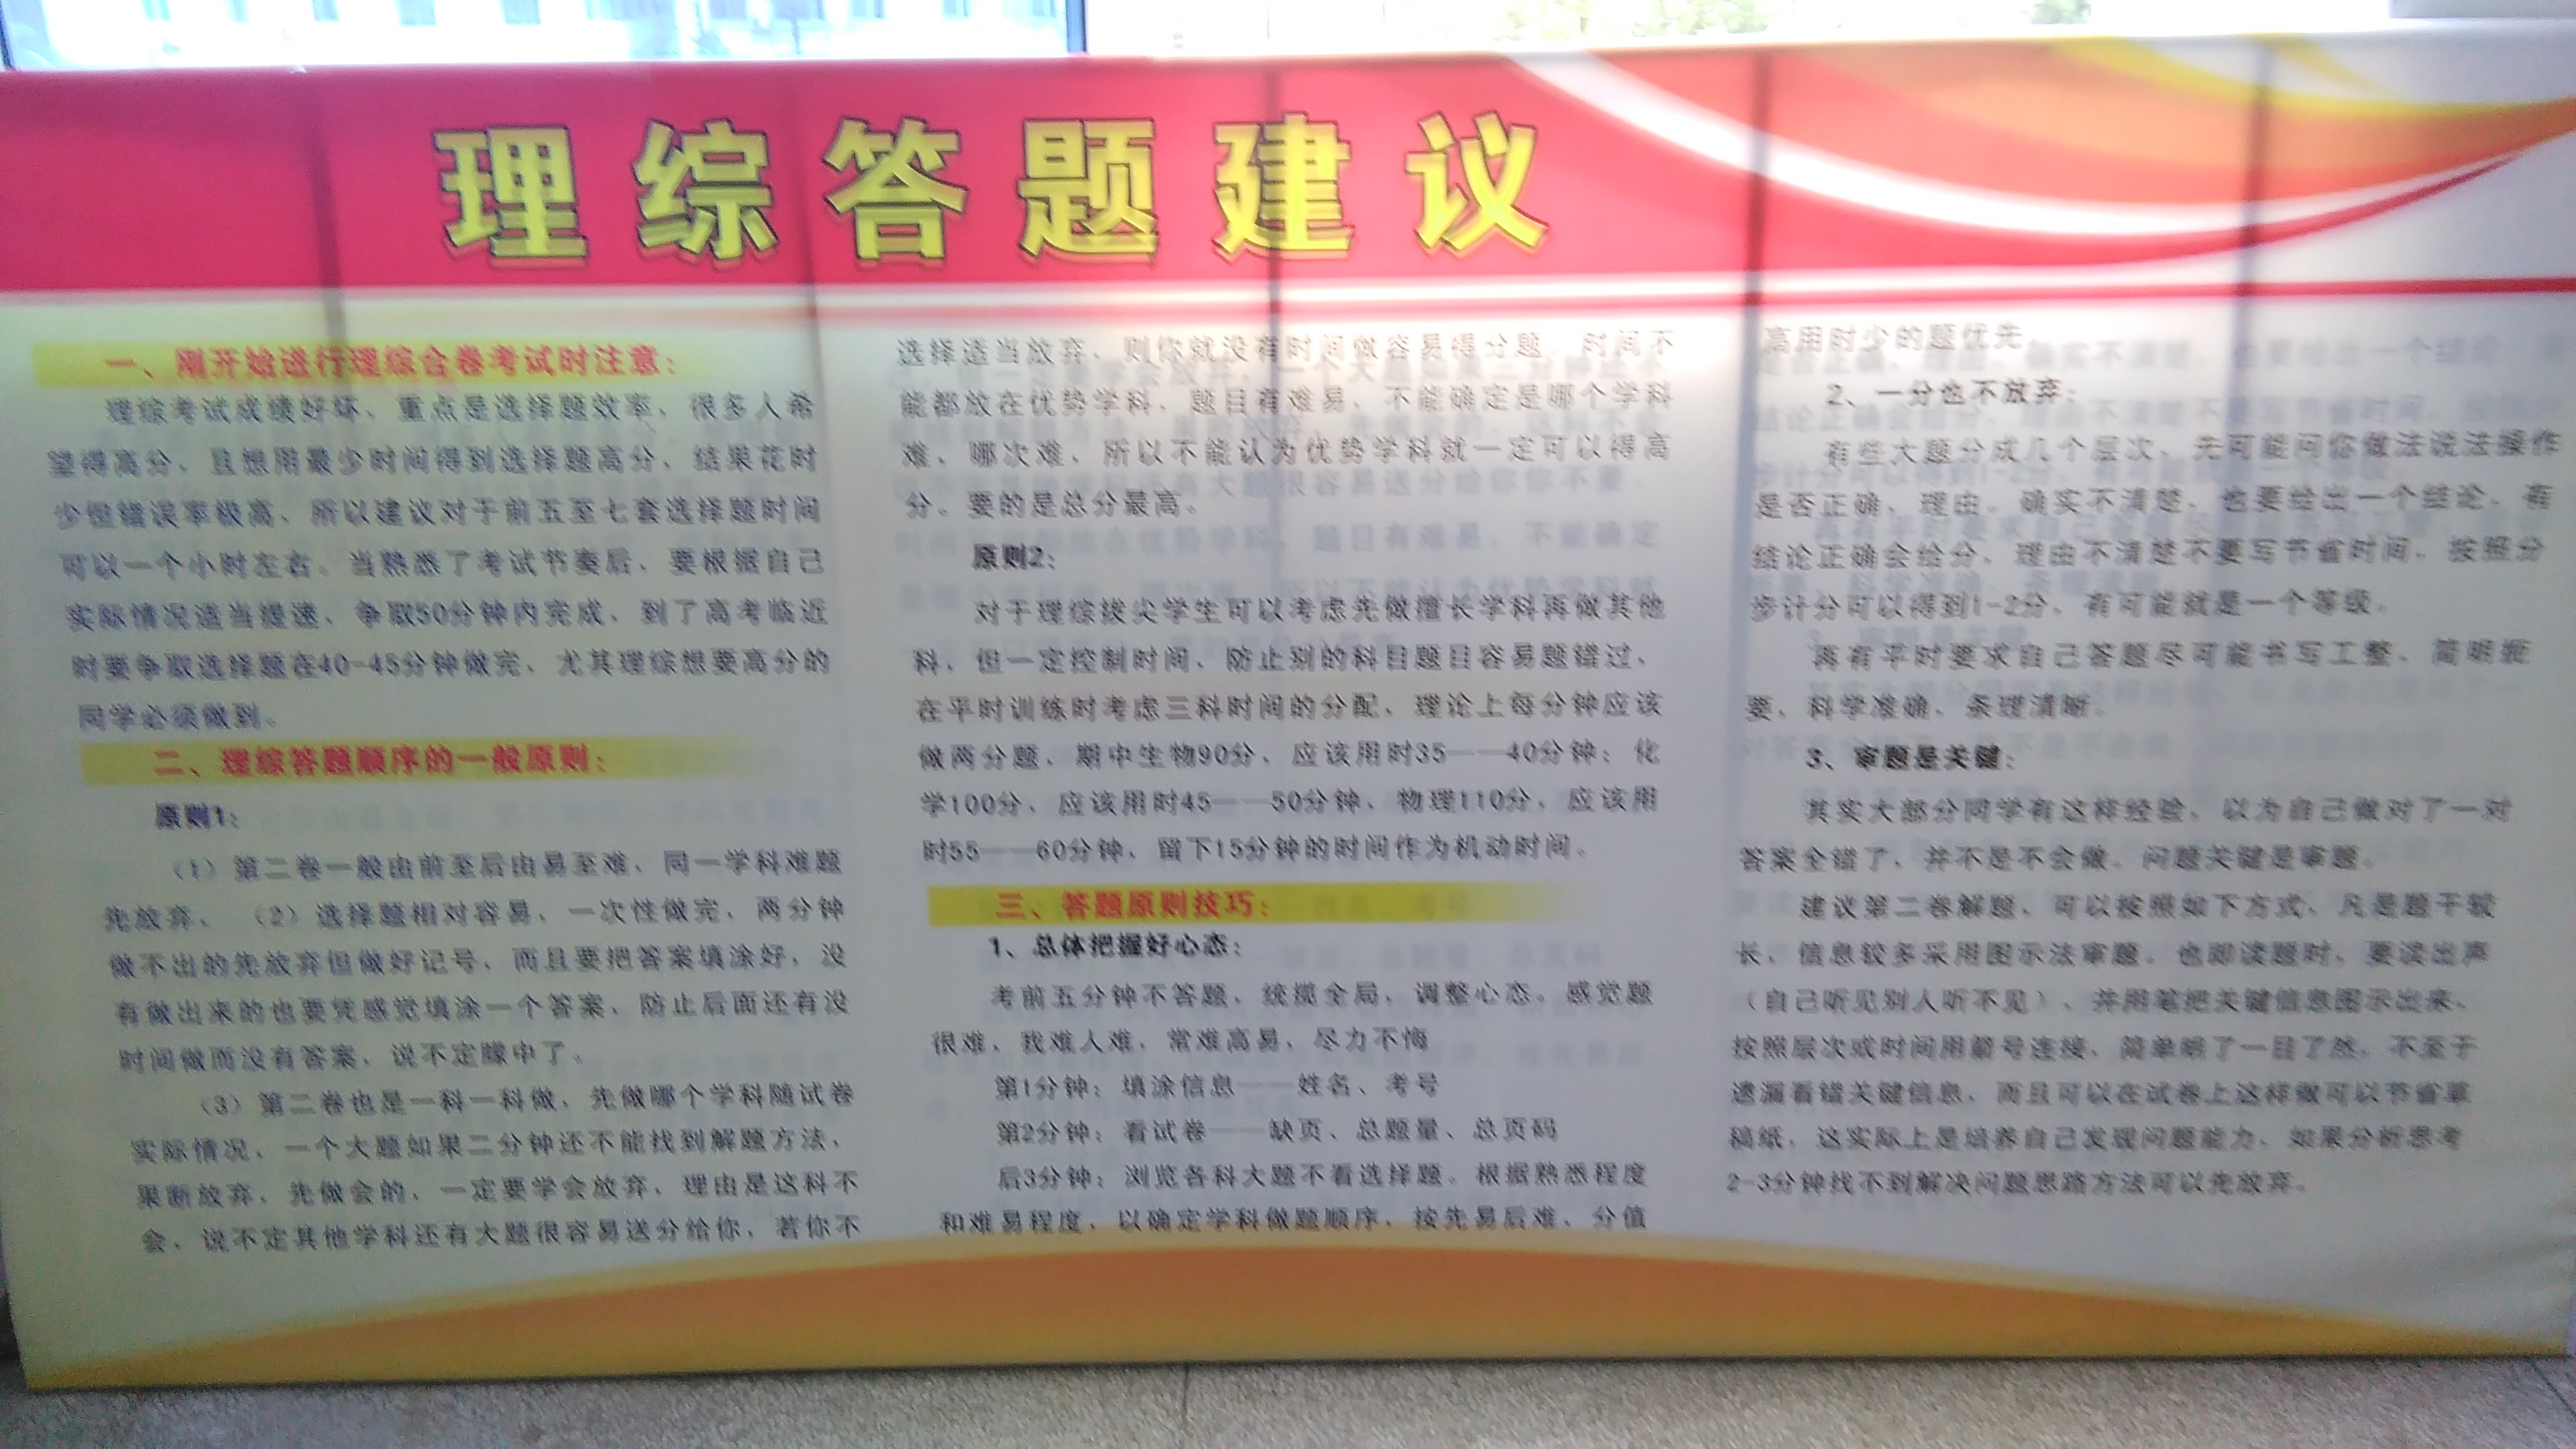 理综答题建议
一、刚开始进行理综合卷考试时注意：
理综考试成绩好坏，重点是选择题效率，很多人希
望得高分，且想用最少时间得到选择题高分，结果花时
少但错误率极高，所以建议对于前五至七套选择题时间
可以一个小时左右。当熟悉了考试节奏后，要根据自己
实际情况适当提速，争取50分钟内完成，到了高考临近
时要争取选择题在40-45分钟做完，尤其理综想要高分的
同学必须做到。
二、理综答题顺序的一般原则：
原则1：
（1）第二卷一般由前至后由易至难，同一学科难题
先放弃，（2）选择题相对容易，一次性做完，两分钟
做不出的先放弃但做好记号，而且要把答案填涂好，没
有做出来的也要凭感觉填涂一个答案，防止后面还有没
时间做而没有答案，说不定朦中了。
（3）第二卷也是一科一科做，先做哪个学科随试卷
实际情况，一个大题如果二分钟还不能找到解题方法，
果断放弃，先做会的，一定要学会放弃，理由是这科不
会，说不定其他学科还有大题很容易送分给你，若你不
选择适当放弃，则你就没有时间做容易得分题，时间不
能都放在优势学科，题目有难易，不能确定是哪个学科
难，哪次难，所以不能认为优势学科就一定可以得高
分。要的是总分最高。
原则2：
对于理综拔尖学生可以考虑先做擅长学科再做其他
科，但一定控制时间，防止别的科目题目容易题错过，
在平时训练时考虑三科时间的分配，理论上每分钟应该
做两分题，期中生物90分，应该用时35——40分钟；化
学100分，应该用时45——50分钟，物理110分，应该用
时55——60分钟，留下15分钟的时间作为机动时间。
三、答题原则技巧：
1、总体把握好心态：
考前五分钟不答题，统揽全局，调整心态。感觉题
很难，我难人难，常难高易，尽力不悔
第1分钟：填涂信息——姓名、考号
第2分钟：看试卷——缺页、总题量、总页码
后3分钟：浏览各科大题不看选择题。根据熟悉程度
和难易程度，以确定学科做题顺序，按先易后难，分值
高用时少的题优先
2、一分也不放弃：
有些大题分成几个层次，先可能问你做法说法操作
是否正确，理由。确实不清楚，也要给出一个结论，有
结论正确会给分，理由不清楚不要写节省时间，按照分
步计分可以得到1-2分，有可能就是一个等级。
再有平时要求自己答题尽可能书写工整，简明扼
要，科学准确，条理清晰。
3、审题是关键：
其实大部分同学有这样经验，以为自己做对了一对
答案全错了，并不是不会做，问题关键是审题。
建议第二卷解题，可以按照如下方式，凡是题干较
长，信息较多采用图示法审题。也即读题时，要读出声
（自己听见别人听不见），并用笔把关键信息图示出来，
按照层次或时间用箭号连接，简单明了一目了然，不至于
遗漏看错关键信息，而且可以在试卷上这样做可以节省草
稿纸，这实际上是培养自己发现问题能力，如果分析思考
2-3分钟找不到解决问题思路方法可以先放弃。